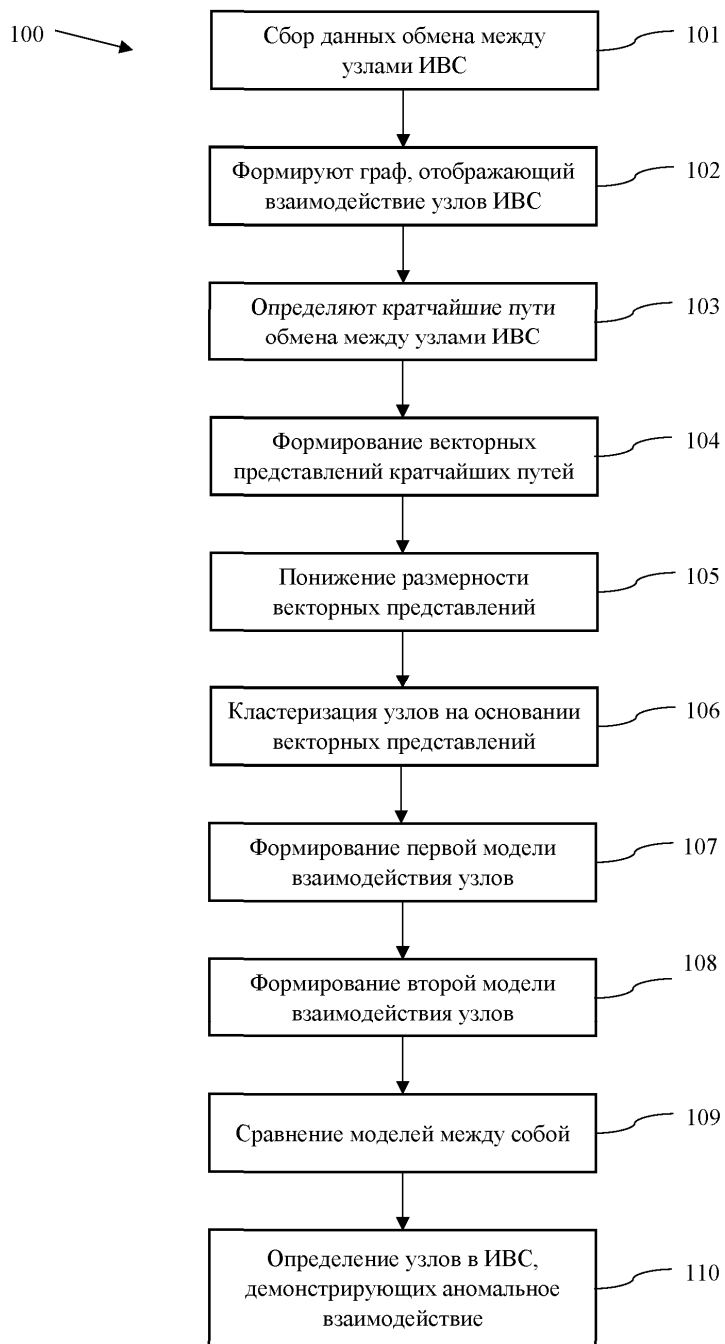 100
Сбор данных обмена между
узлами ИВС
101
Формируют граф, отображающий
взаимодействие узлов ИВС
102
Определяют кратчайшие пути
обмена между узлами ИВС
103
Формирование векторных
представлений кратчайших путей
104
Понижение размерности
векторных представлений
105
Кластеризация узлов на основании
векторных представлений
106
Формирование первой модели
взаимодействия узлов
107
Формирование второй модели
взаимодействия узлов
108
Сравнение моделей между собой
109
Определение узлов в ИВС,
демонстрирующих аномальное
взаимодействие
110